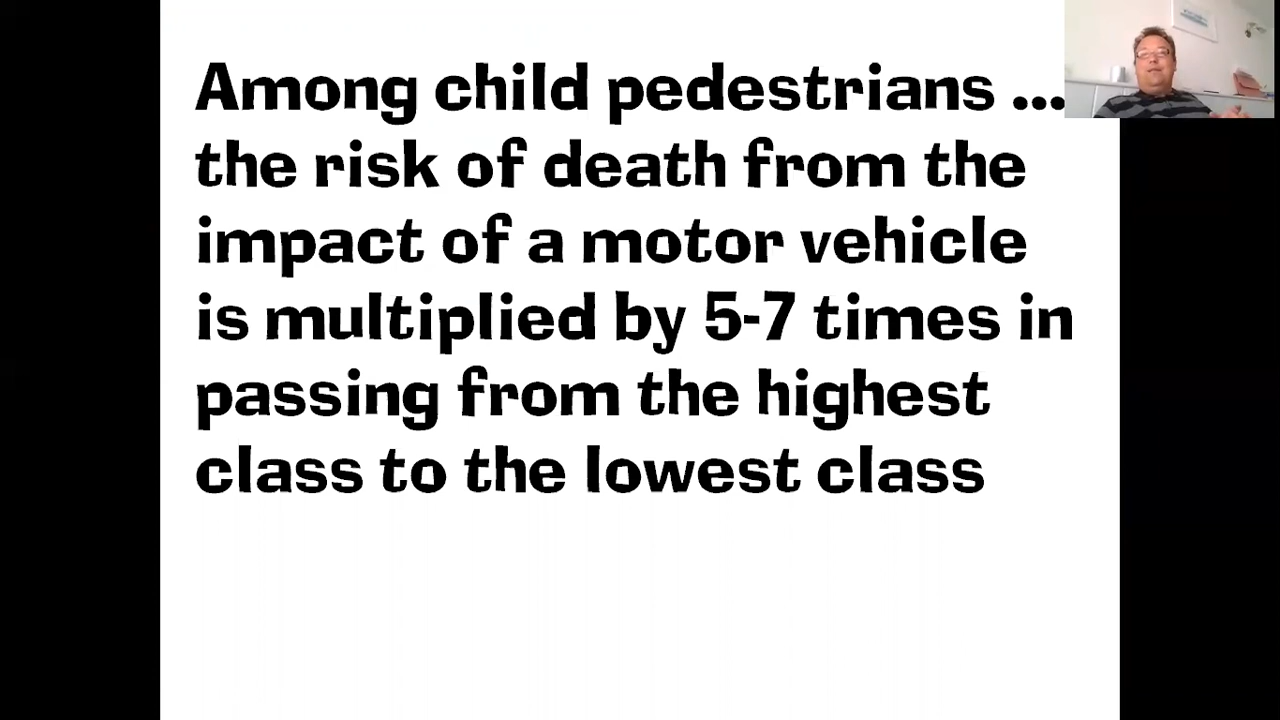 Among child pedestrians ...
the risk of death from the
impact of a motor vehicle
is multiplied by 5-7 times in
passing from the highest
class to the lowest class